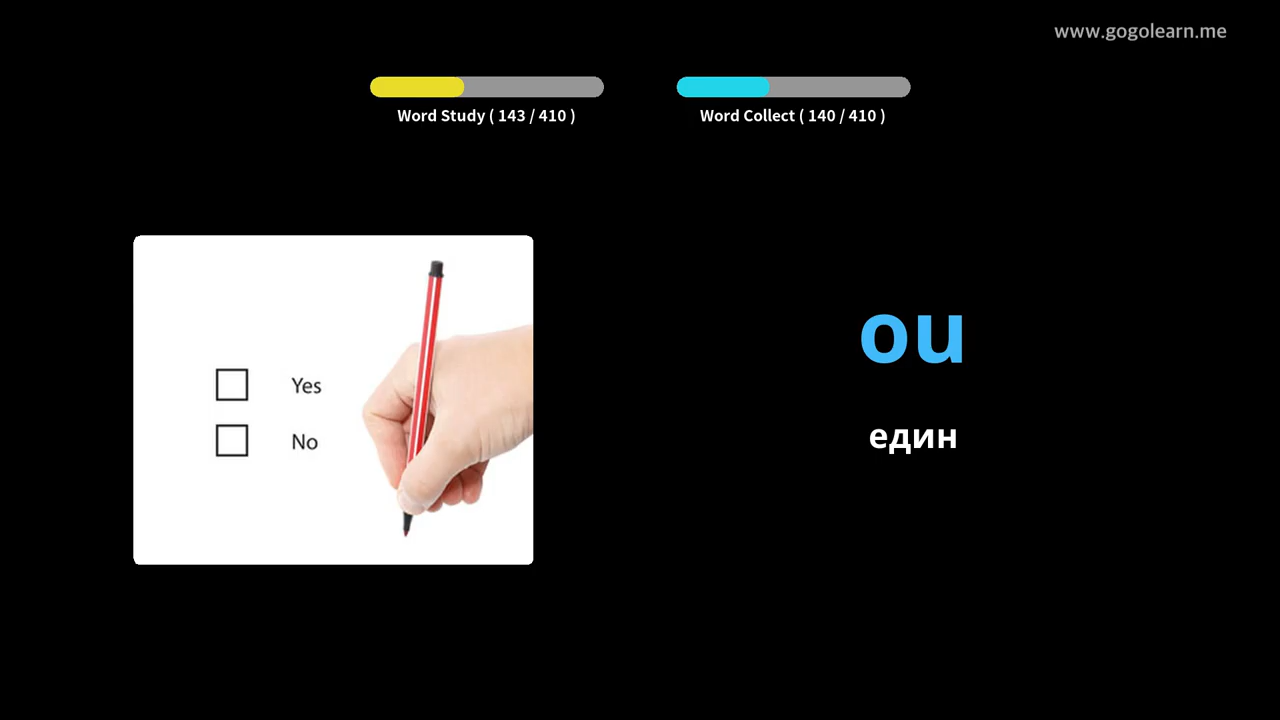 www.gogolearn.me
Word Study ( 143 / 410 )
Word Collect ( 140 / 410 )
Yes
No
ou
един